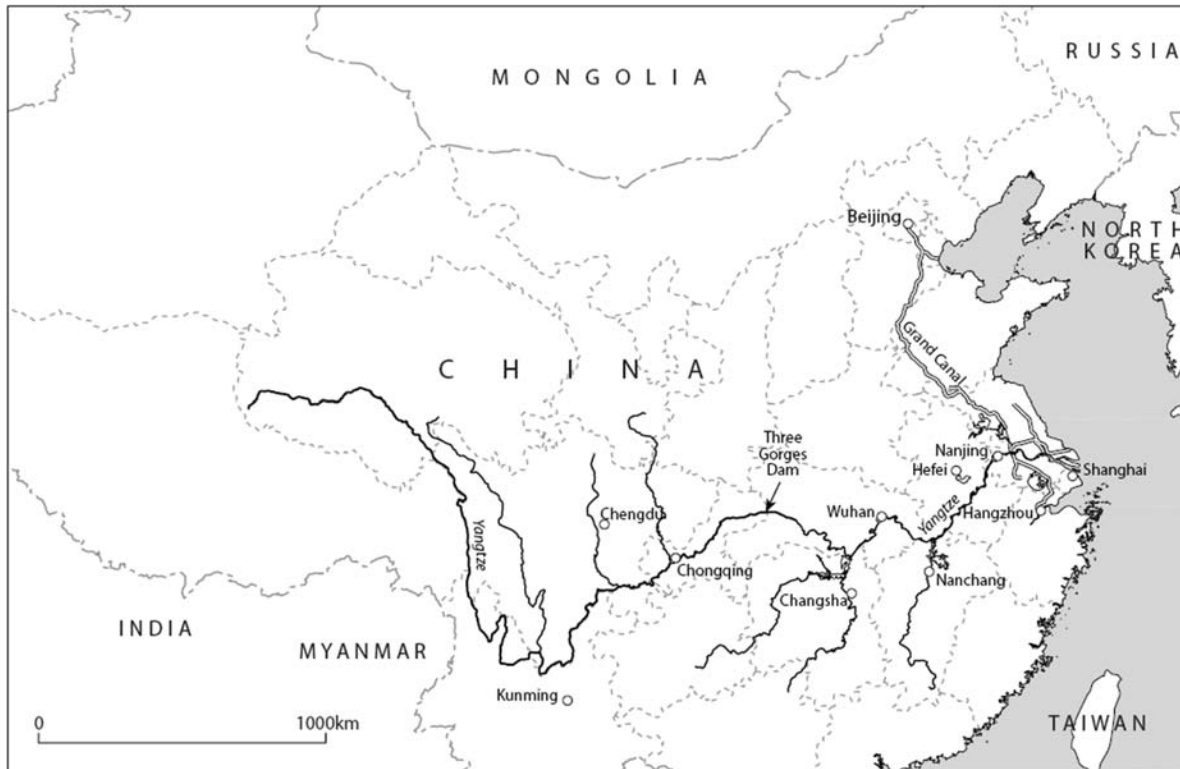 MONGOLIA
RUSSIA
Beijing
NORTH
KOREA
Grand Canal
CHINA
Three
Gorges
Dam
Nanjing
Hefei
Shanghai
Chengdu
Wuhan
Yangtze
Hangzhou
Yangtze
Chongqing
Nanchang
Changsha
INDIA
MYANMAR
Kunming
0
1000km
TAIWAN